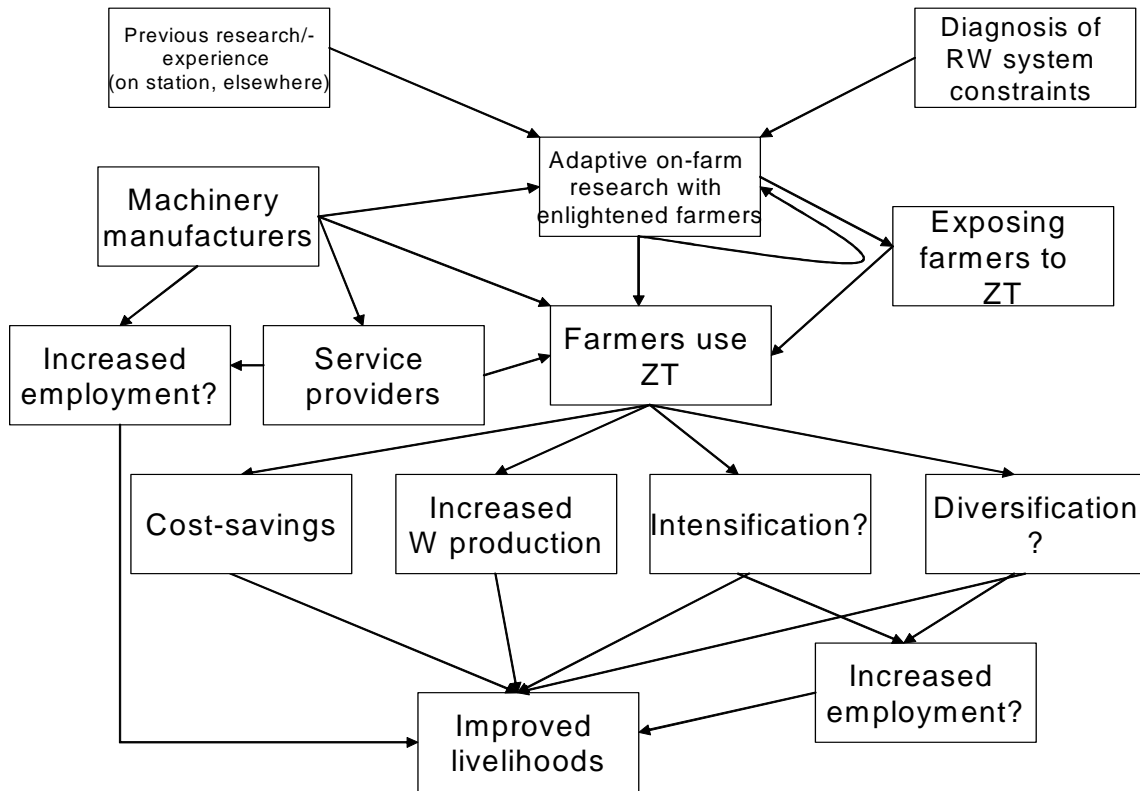 Previous research/-
experience
(on station, elsewhere)
Diagnosis of
RW system
constraints
Adaptive on-farm
research with
enlightened farmers
Machinery
manufacturers
Exposing
farmers to
ZT
Increased
employment?
Service
providers
Farmers use
ZT
Cost-savings
Increased
W production
Intensification?
Diversification
?
Increased
employment?
Improved
livelihoods